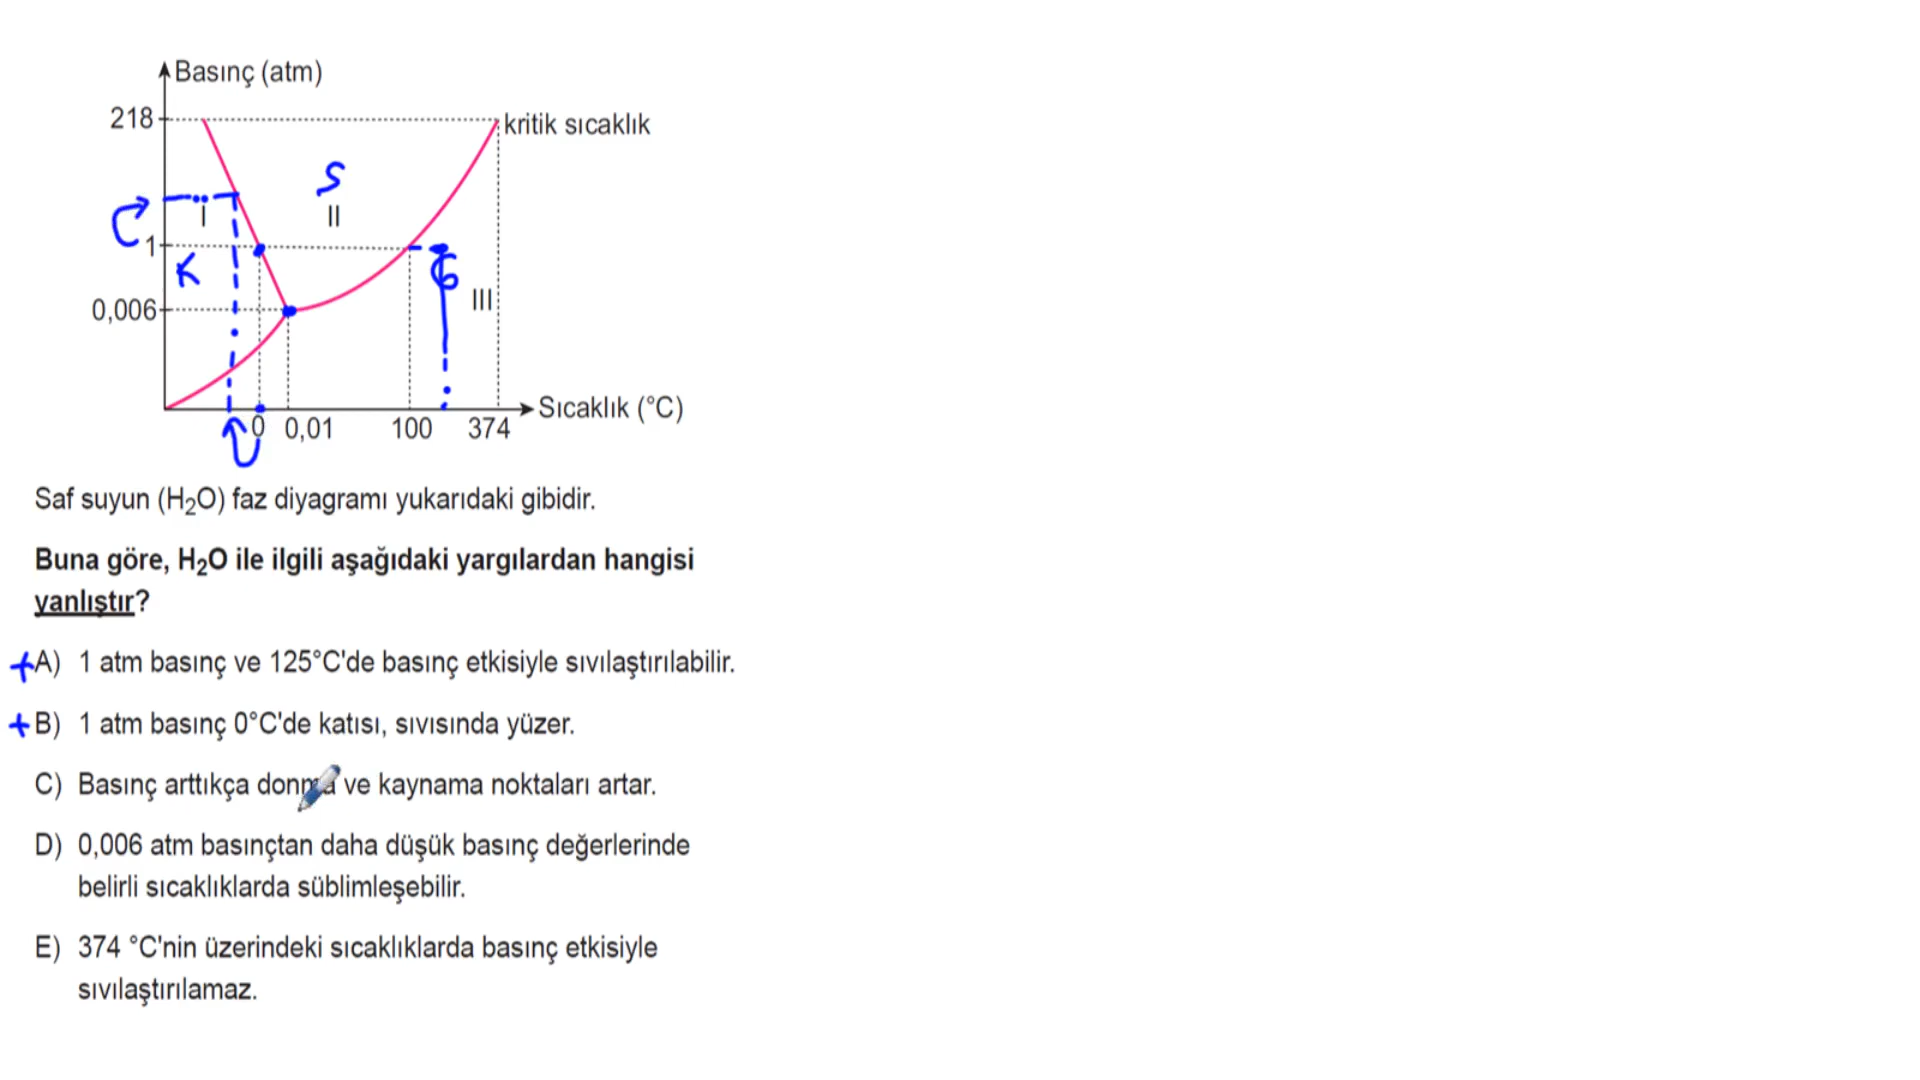 Basınç (atm)
218
kritik sıcaklık
S
I
II
1
K
0,006
III
Sıcaklık (°C)
0
0,01
100
374
Saf suyun (H₂O) faz diyagramı yukarıdaki gibidir.
Buna göre, H₂O ile ilgili aşağıdaki yargılardan hangisi
yanlıştır?
+A) 1 atm basınç ve 125°C'de basınç etkisiyle sıvılaştırılabilir.
+B) 1 atm basınç 0°C'de katısı, sıvısında yüzer.
C) Basınç arttıkça donma ve kaynama noktaları artar.
D) 0,006 atm basınçtan daha düşük basınç değerlerinde
belirli sıcaklıklarda süblimleşebilir.
E) 374 °C'nin üzerindeki sıcaklıklarda basınç etkisiyle
sıvılaştırılamaz.